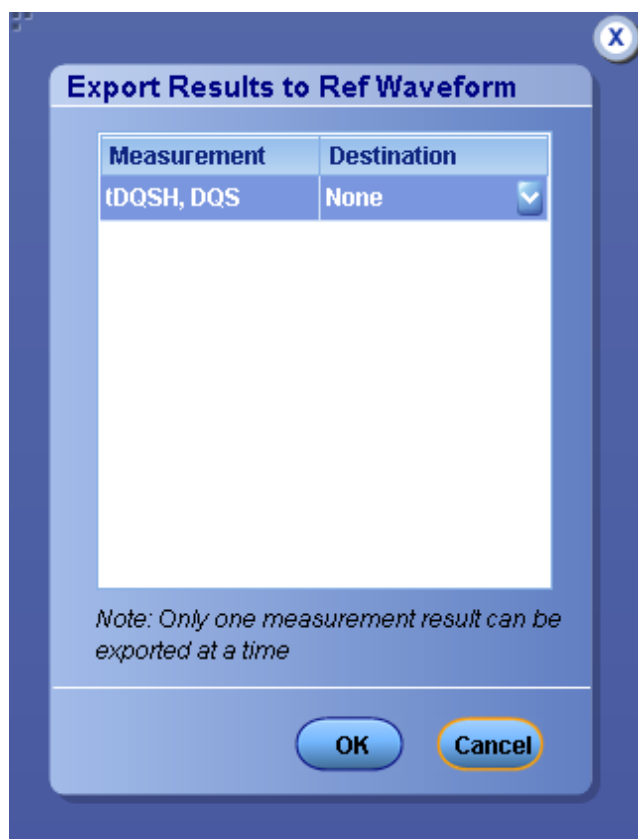 X
Export Results to Ref Waveform
Measurement Destination
tDQSH, DQS None
Note: Only one measurement result can be
exported at a time
OK Cancel